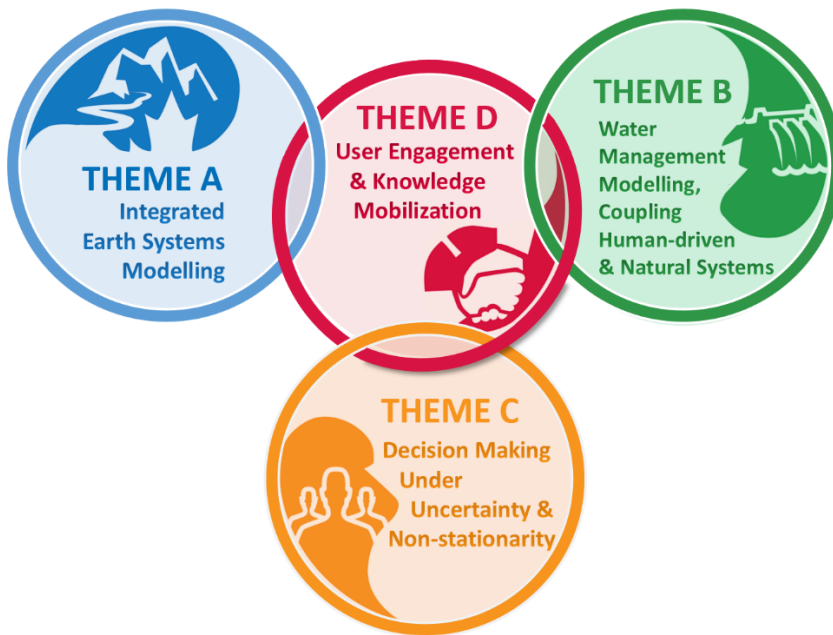 THEME A
Integrated
Earth Systems
Modelling
THEME D
User Engagement
& Knowledge
Mobilization
THEME B
Water
Management
Modelling,
Coupling
Human-driven
& Natural Systems
THEME C
Decision Making
Under
Uncertainty &
Non-stationarity